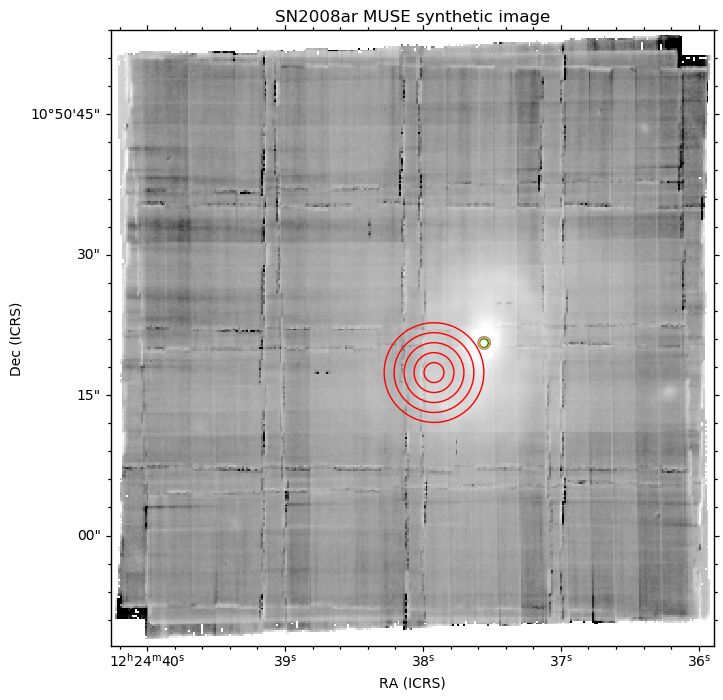 SN2008ar MUSE synthetic image
10°50'45"
30"
15"
00"
Dec (ICRS)
12ʰ24ᵐ40ˢ
39ˢ
38ˢ
37ˢ
36ˢ
RA (ICRS)